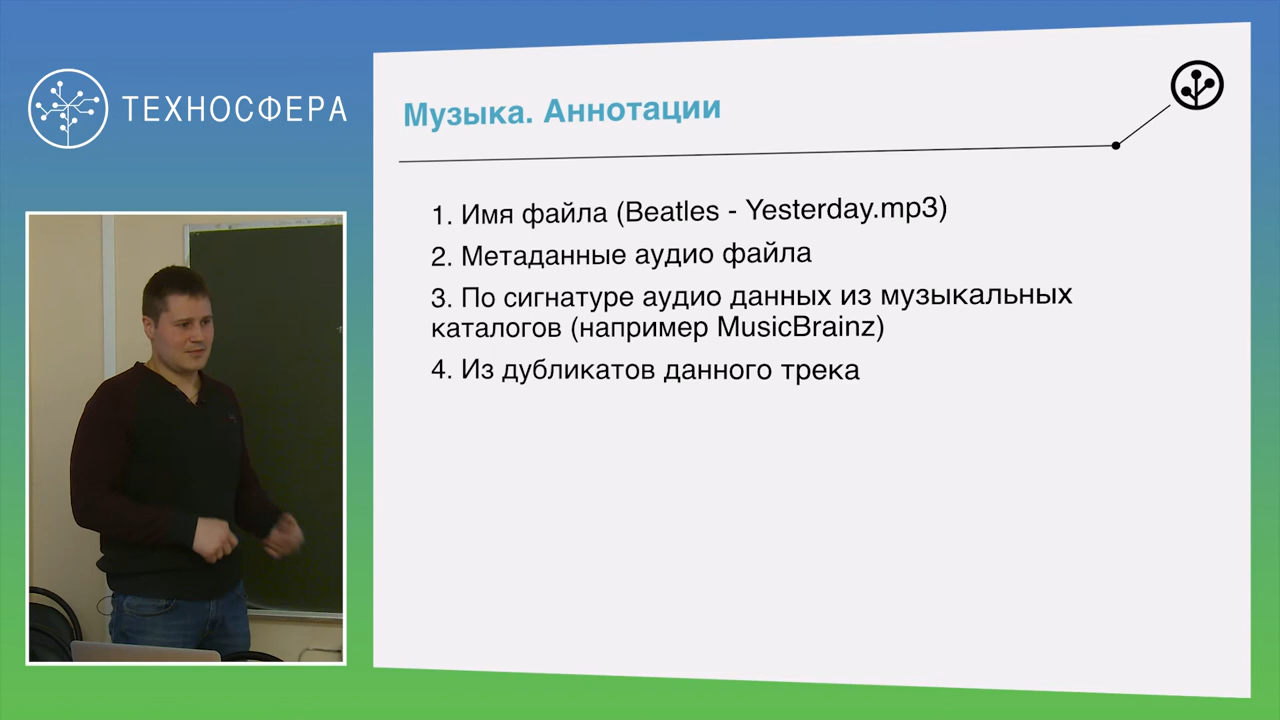 ТЕХНОСФЕРА
Музыка. Аннотации
1. Имя файла (Beatles - Yesterday.mp3)
2. Метаданные аудио файла
3. По сигнатуре аудио данных из музыкальных
каталогов (например MusicBrainz)
4. Из дубликатов данного трека